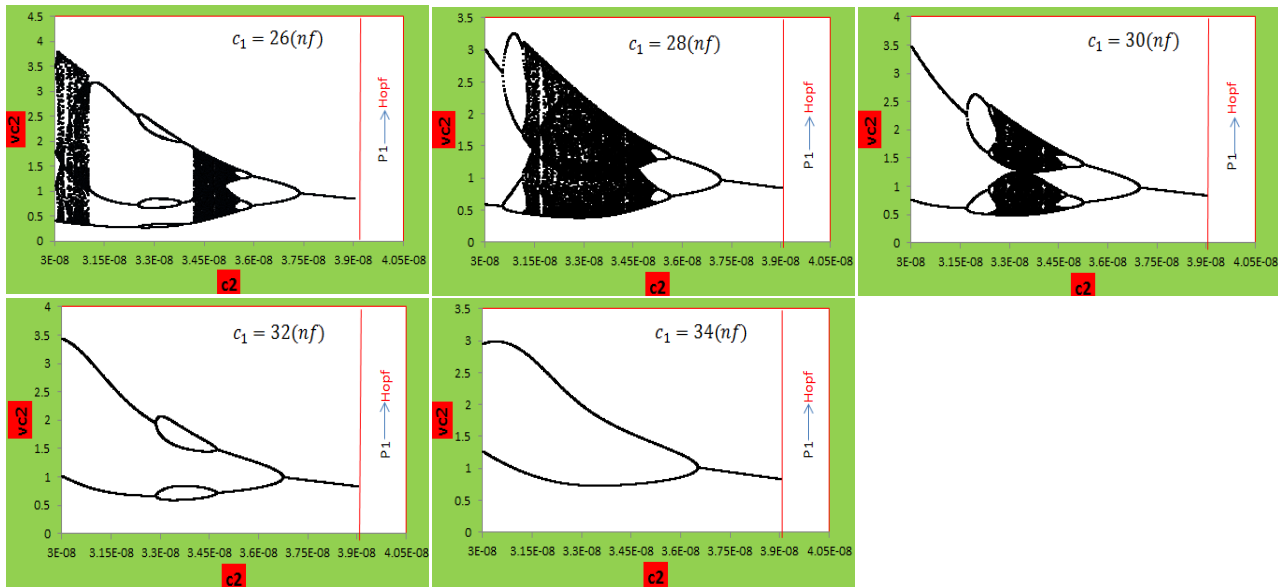 4.5
4
3.5
3
2.5
2
1.5
1
0.5
0
vc2
c₁ = 26(nf)
P1 → Hopf
3E-08 3.15E-08 3.3E-08 3.45E-08 3.6E-08 3.75E-08 3.9E-08 4.05E-08
c2
3.5
3
2.5
2
1.5
1
0.5
0
vc2
c₁ = 28(nf)
P1 → Hopf
3E-08 3.15E-08 3.3E-08 3.45E-08 3.6E-08 3.75E-08 3.9E-08 4.05E-08
c2
4
3.5
3
2.5
2
1.5
1
0.5
0
vc2
c₁ = 30(nf)
P1 → Hopf
3E-08 3.15E-08 3.3E-08 3.45E-08 3.6E-08 3.75E-08 3.9E-08 4.05E-08
c2
4
3.5
3
2.5
2
1.5
1
0.5
0
vc2
c₁ = 32(nf)
P1 → Hopf
3E-08 3.15E-08 3.3E-08 3.45E-08 3.6E-08 3.75E-08 3.9E-08 4.05E-08
c2
3.5
3
2.5
2
1.5
1
0.5
0
vc2
c₁ = 34(nf)
P1 → Hopf
3E-08 3.15E-08 3.3E-08 3.45E-08 3.6E-08 3.75E-08 3.9E-08 4.05E-08
c2